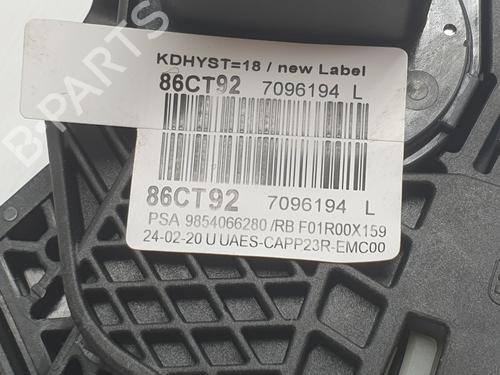 B-PARTS
KDHYST=18 / new Label
86CT92 7096194 L
86CT92 7096194 L
PSA 9854066280 /RB F01R00X159
24-02-20 U UAES-CAPP23R-EMC00